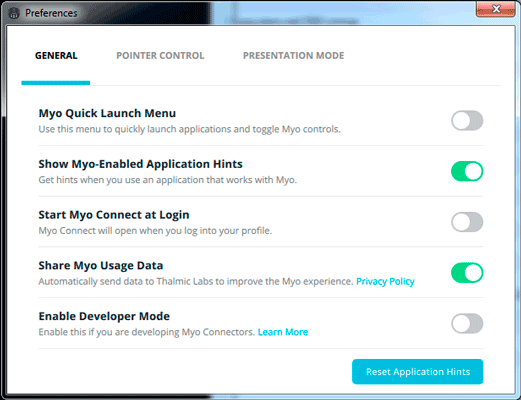 Preferences
GENERAL
POINTER CONTROL
PRESENTATION MODE
Myo Quick Launch Menu
Use this menu to quickly launch applications and toggle Myo controls.
Show Myo-Enabled Application Hints
Get hints when you use an application that works with Myo.
Start Myo Connect at Login
Myo Connect will open when you log into your profile.
Share Myo Usage Data
Automatically send data to Thalmic Labs to improve the Myo experience. Privacy Policy
Enable Developer Mode
Enable this if you are developing Myo Connectors. Learn More
Reset Application Hints